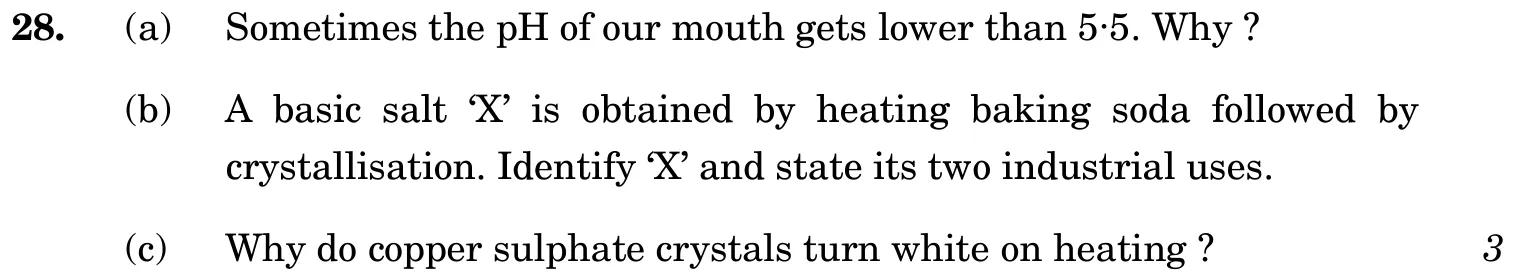 28. (a) Sometimes the pH of our mouth gets lower than 5·5. Why ?
(b) A basic salt ‘X’ is obtained by heating baking soda followed by
crystallisation. Identify ‘X’ and state its two industrial uses.
(c) Why do copper sulphate crystals turn white on heating ? 3